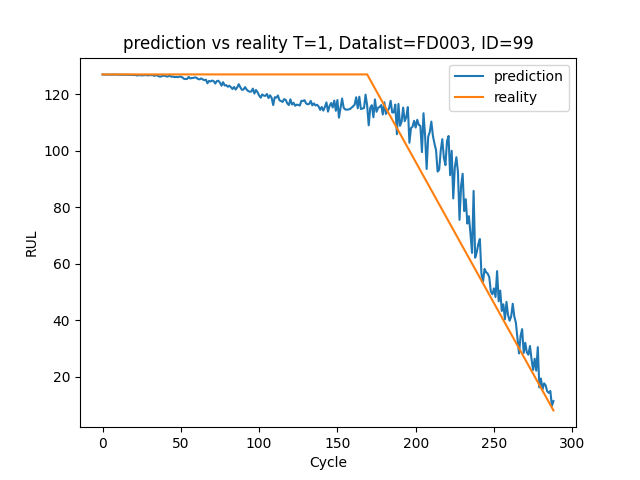 prediction vs reality T=1, Datalist=FD003, ID=99
prediction
reality
RUL
120
100
80
60
40
20
0 50 100 150 200 250 300
Cycle